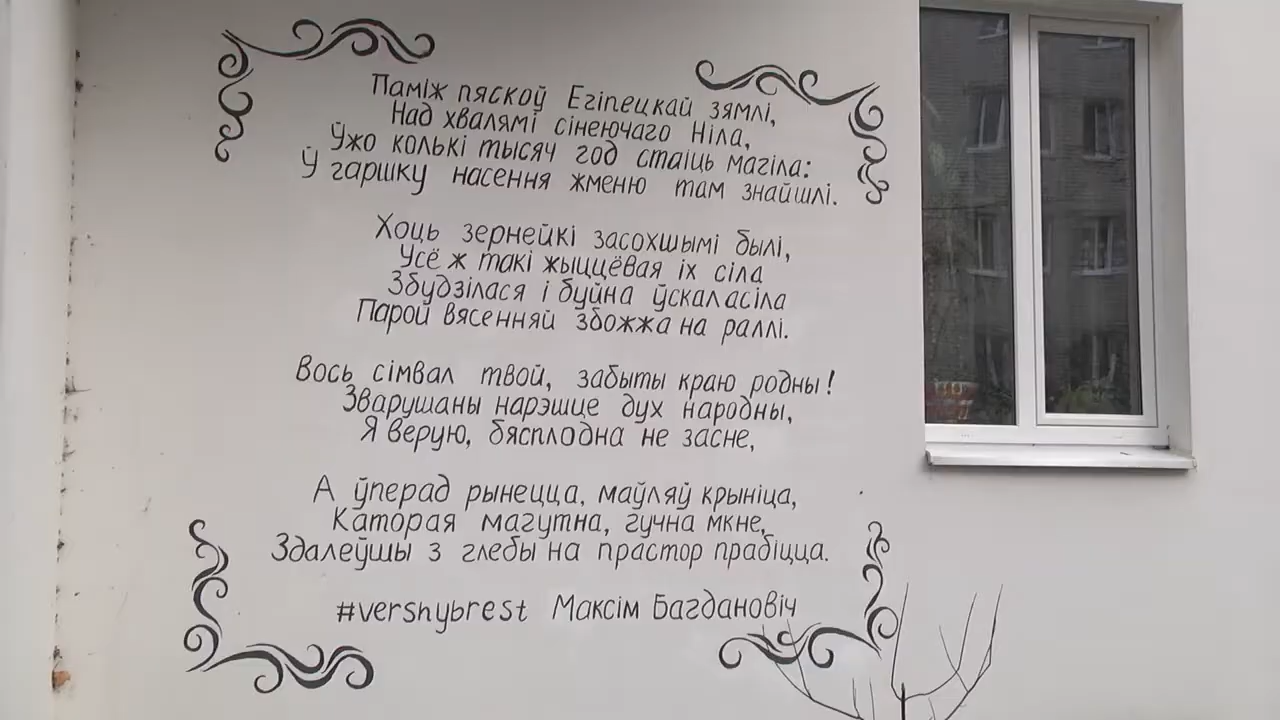 Паміж пяскоў Егіпецкай зямлі,
Над хвалямі сінеючаго Ніла,
Ўжо колькі тысяч год стаіць магіла:
Ў гаршку насення жменю там знайшлі.
Хоць зернейкі засохшымі былі,
Усё ж такі жыццёвая іх сіла
Збудзілася і буйна ўскаласіла
Парой вясенняй збожжа на раллі.
Вось сімвал твой, забыты краю родны!
Зварушаны нарэшце дух народны,
Я верую, бясплодна не засне,
А ўперад рынецца, маўляў крыніца,
Каторая магутна, гучна мкне,
Здалеўшы з глебы на прастор прабіцца.
#vershybrest Максім Багдановіч